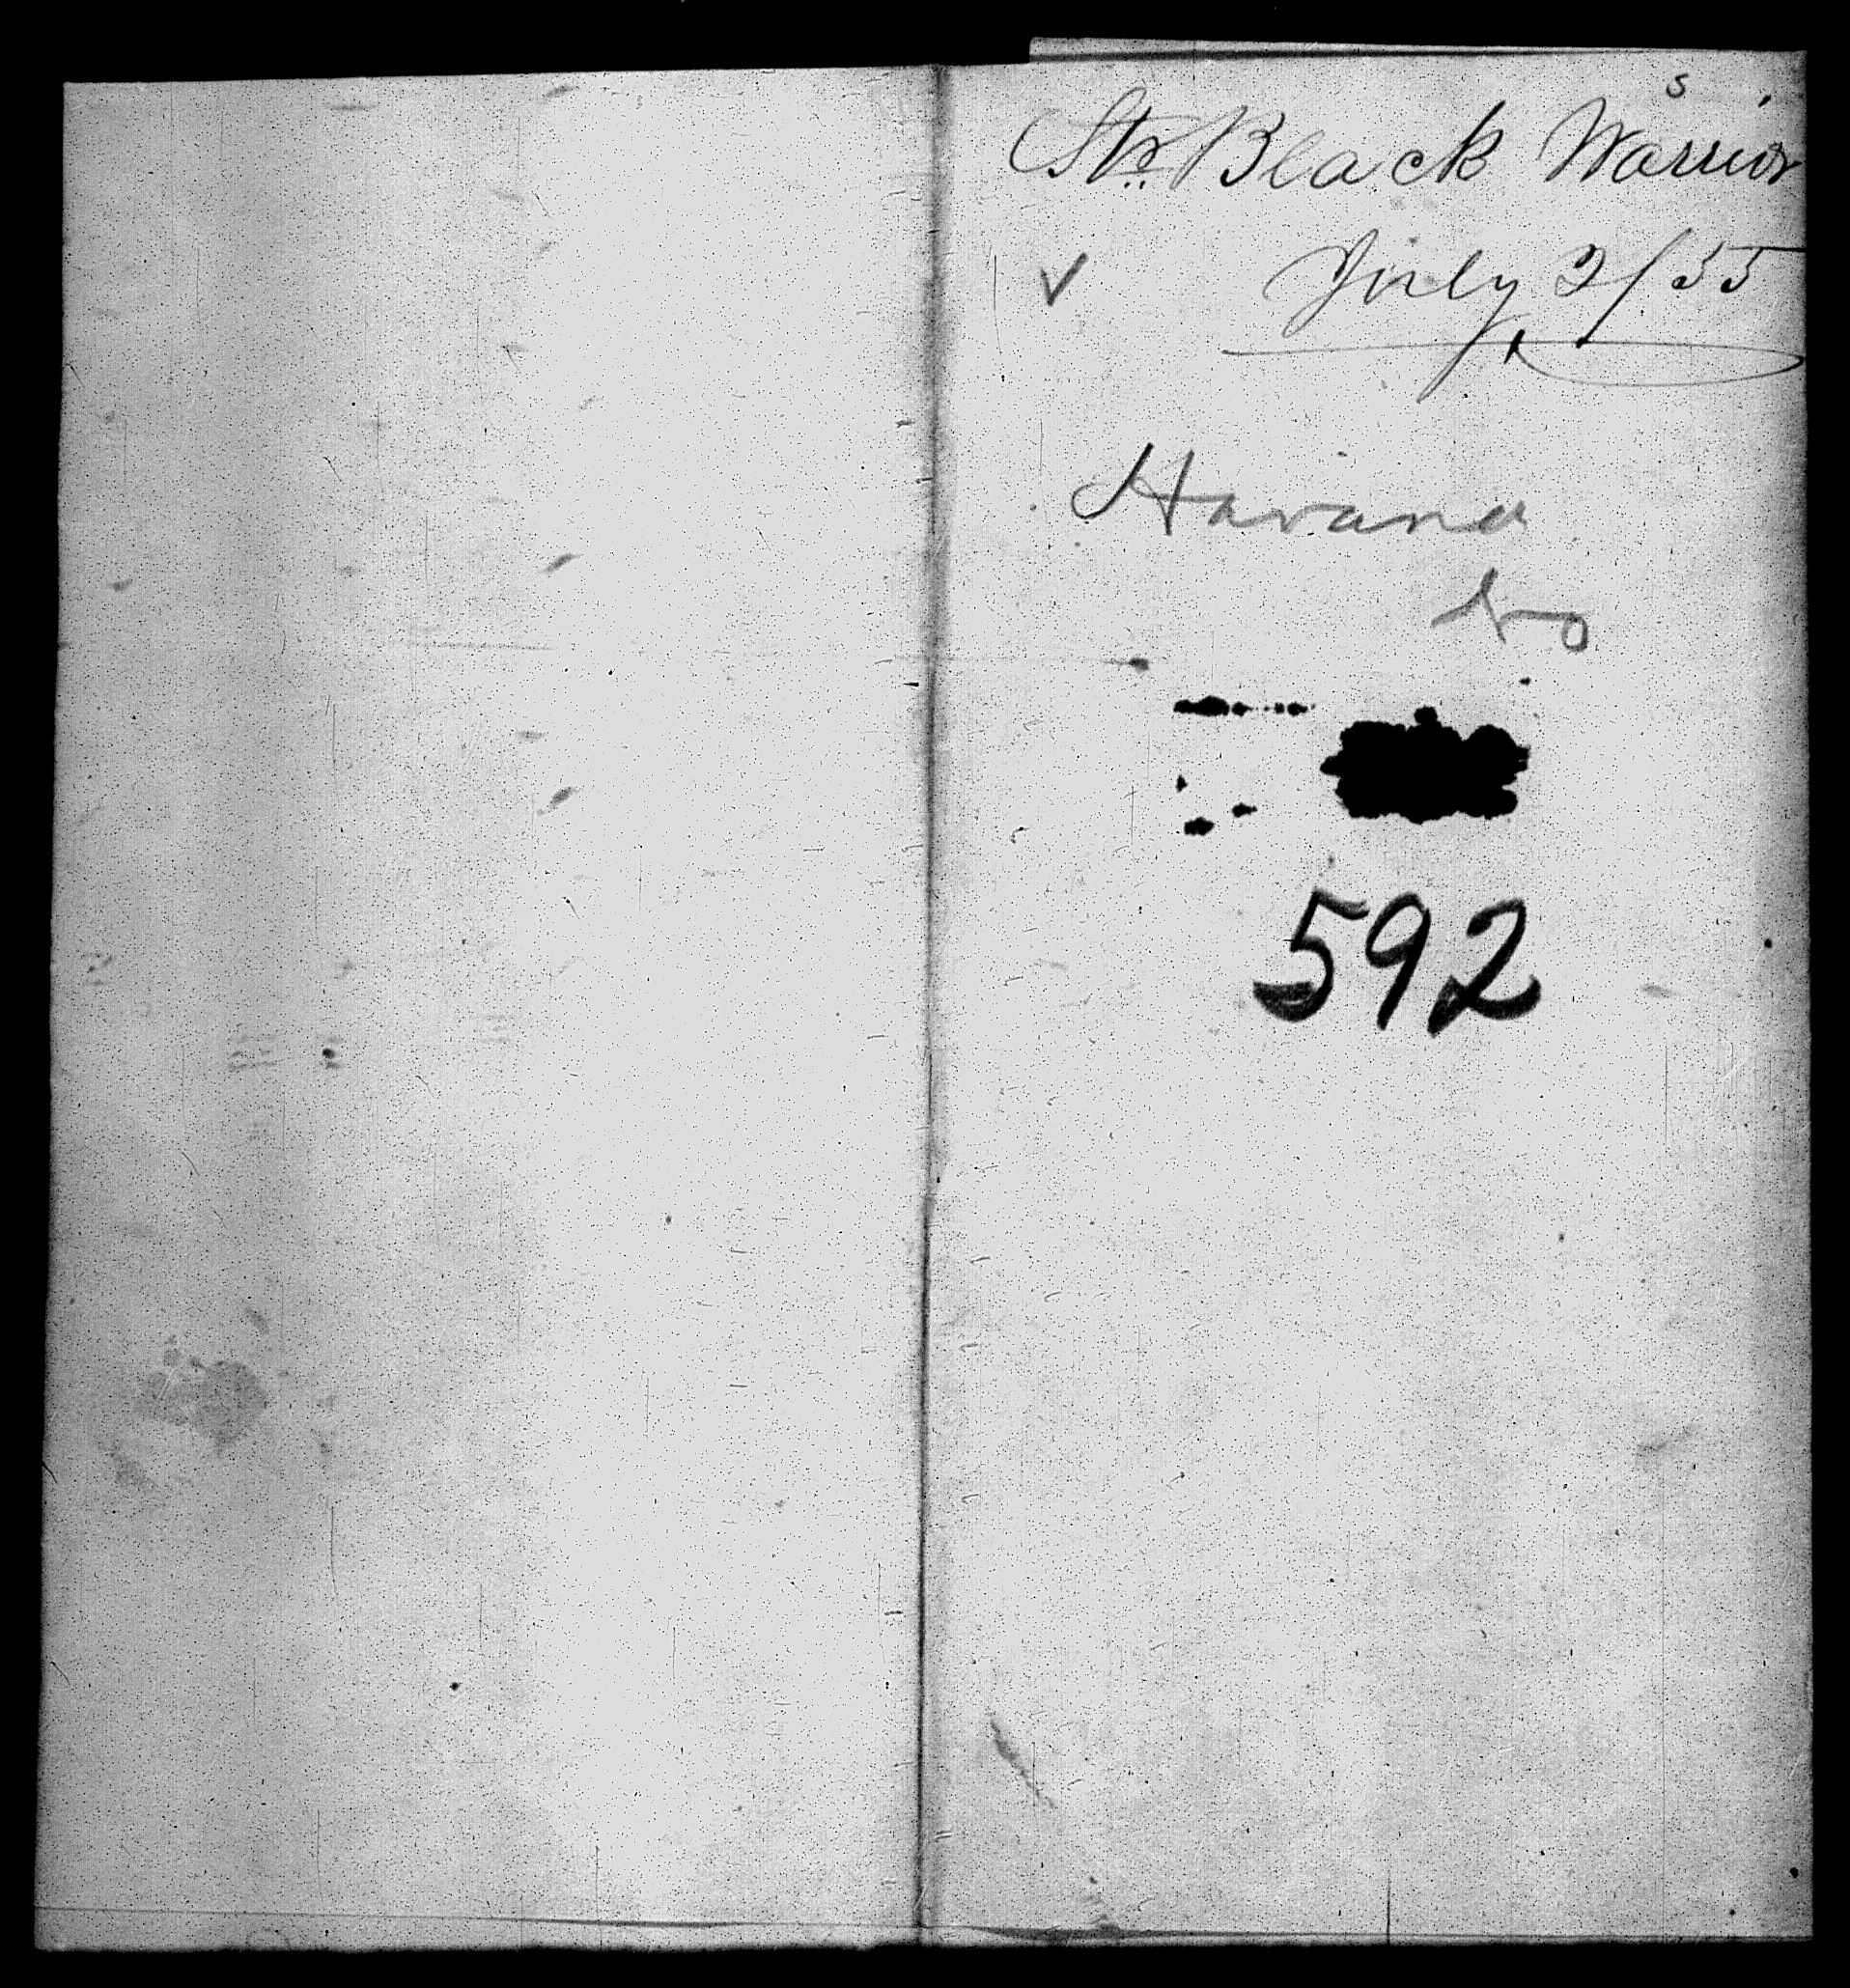 s
Str Black Warrior
✓ July 2/55
Havana
592